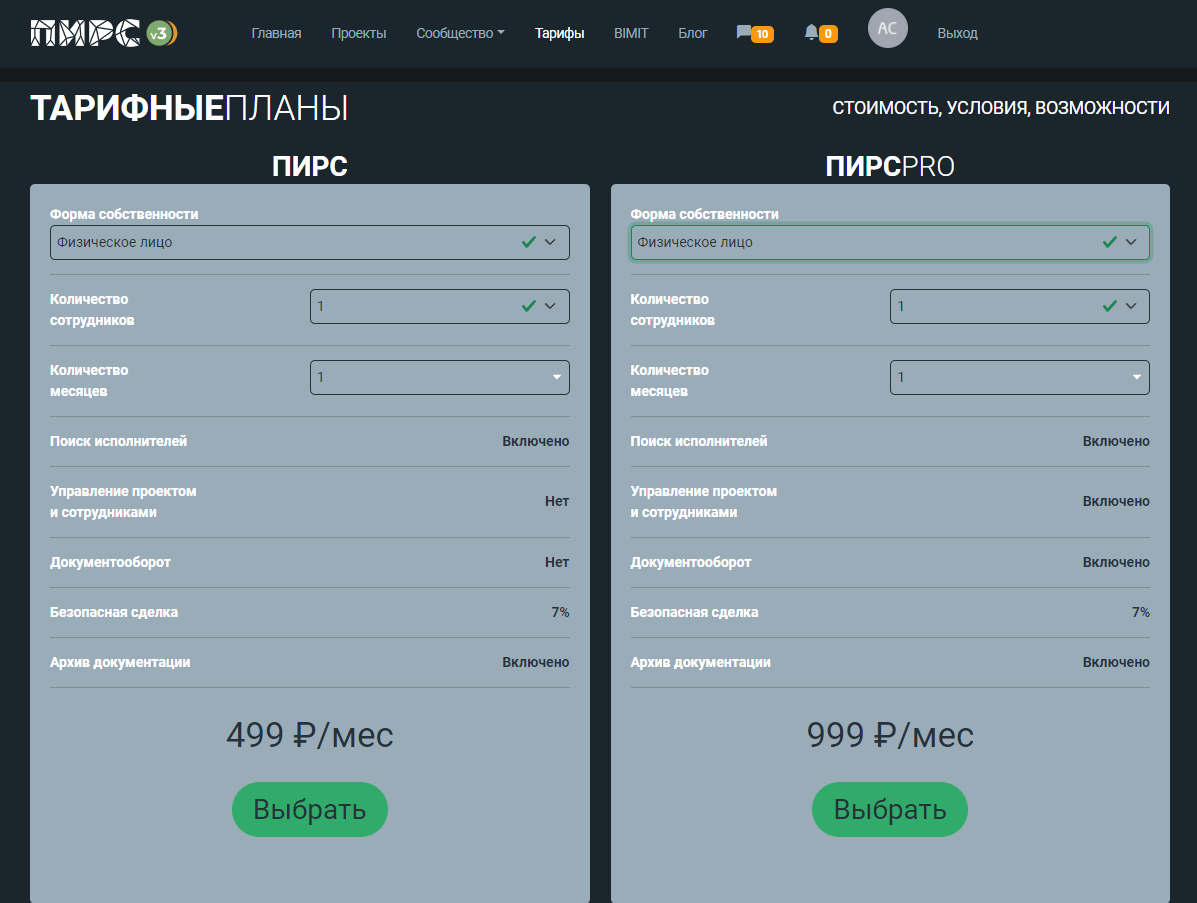 ПИРС v3 Главная Проекты Сообщество Тарифы BIMIT Блог 10 0 АС Выход
ТАРИФНЫЕПЛАНЫ СТОИМОСТЬ, УСЛОВИЯ, ВОЗМОЖНОСТИ
ПИРС
Форма собственности
Физическое лицо
Количество
сотрудников
1
Количество
месяцев
1
Поиск исполнителей Включено
Управление проектом
и сотрудниками
Нет
Документооборот Нет
Безопасная сделка 7%
Архив документации Включено
499 ₽/мес
Выбрать
ПИРСPRO
Форма собственности
Физическое лицо
Количество
сотрудников
1
Количество
месяцев
1
Поиск исполнителей Включено
Управление проектом
и сотрудниками
Включено
Документооборот Включено
Безопасная сделка 7%
Архив документации Включено
999 ₽/мес
Выбрать